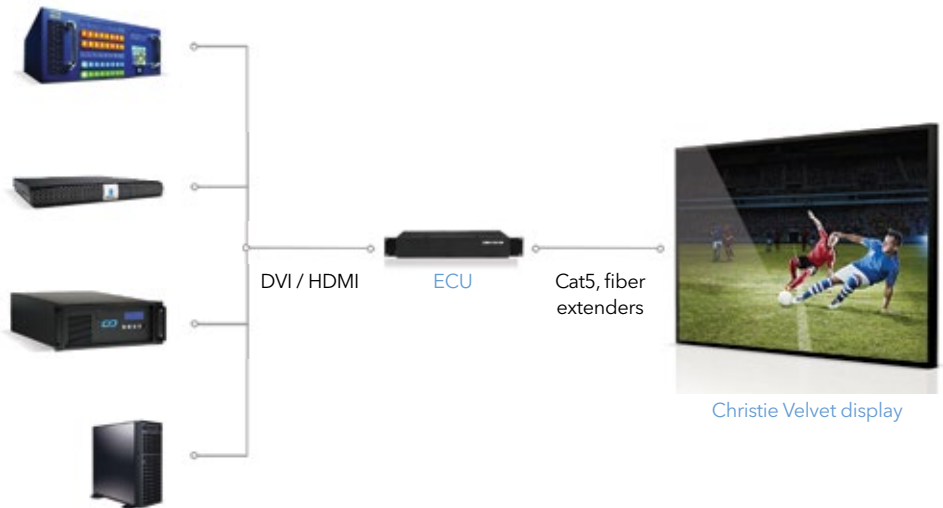 DVI / HDMI
ECU
Cat5, fiber
extenders
Christie Velvet display